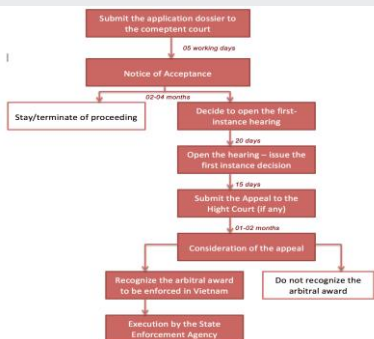 Submit the application dossier to
the comeptent court
05 working days
Notice of Acceptance
02-04 months
Stay/terminate of proceeding
Decide to open the first-
instance hearing
20 days
Open the hearing – issue the
first instance decision
15 days
Submit the Appeal to the
Hight Court (if any)
01-02 months
Consideration of the appeal
Recognize the arbitral award
to be enforced in Vietnam
Do not recognize the
arbitral award
Execution by the State
Enforcement Agency